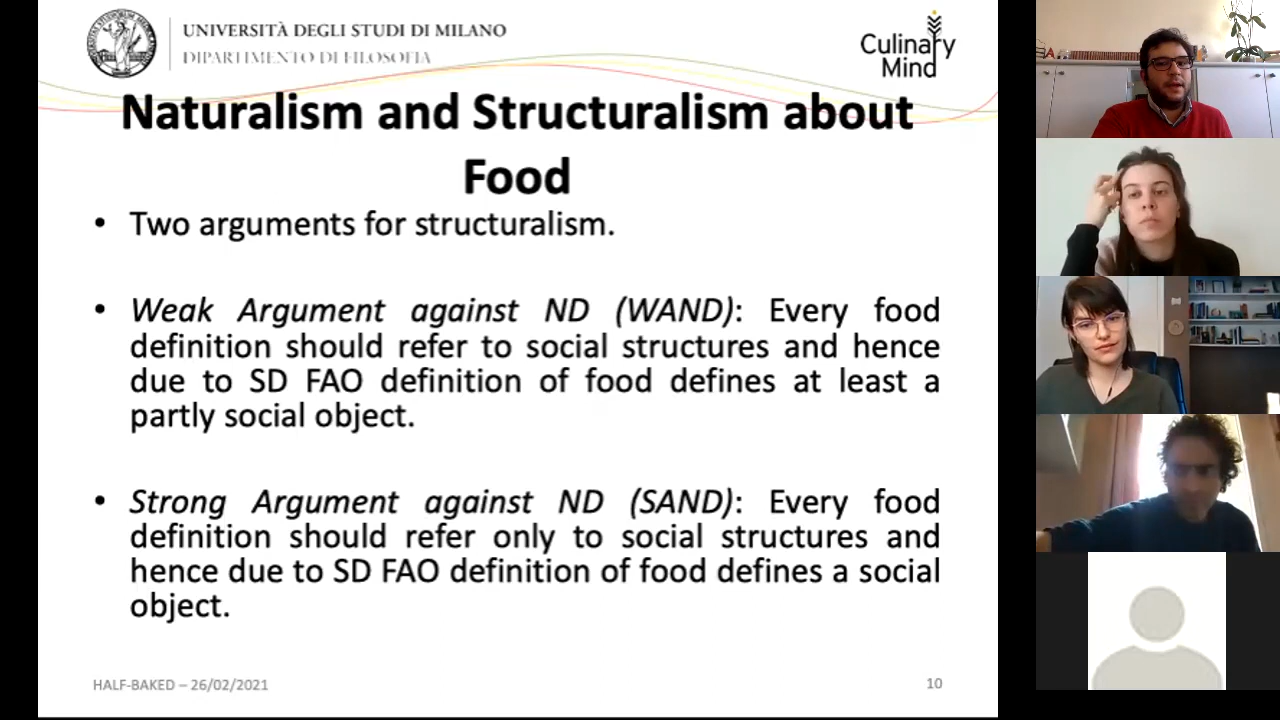 UNIVERSITÀ DEGLI STUDI DI MILANO
DIPARTIMENTO DI FILOSOFIA
Culinary
Mind
Naturalism and Structuralism about
Food
• Two arguments for structuralism.
• Weak Argument against ND (WAND): Every food
definition should refer to social structures and hence
due to SD FAO definition of food defines at least a
partly social object.
• Strong Argument against ND (SAND): Every food
definition should refer only to social structures and
hence due to SD FAO definition of food defines a social
object.
HALF-BAKED – 26/02/2021
10